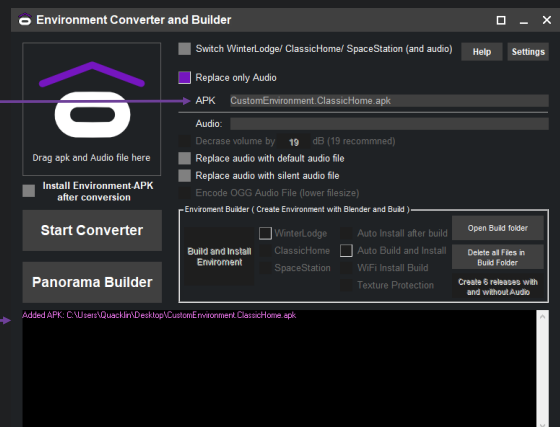 Environment Converter and Builder
Switch WinterLodge/ ClassicHome/ SpaceStation (and audio)
Help
Settings
Replace only Audio
APK
CustomEnvironment.ClassicHome.apk
Audio:
Decrase volume by
19
dB (19 recommned)
Drag apk and Audio file here
Replace audio with default audio file
Replace audio with silent audio file
Encode OGG Audio File (lower filesize)
Install Environment-APK
after conversion
Start Converter
Panorama Builder
Enviroment Builder ( Create Environment with Blender and Build )
Build and Install
Enviroment
WinterLodge
ClassicHome
SpaceStation
Auto Install after build
Auto Build and Install
WiFi Install Build
Texture Protection
Open Build folder
Delete all Files in
Build Folder
Create 6 releases with
and without Audio
Added APK: C:\Users\Quacklin\Desktop\CustomEnvironment.ClassicHome.apk